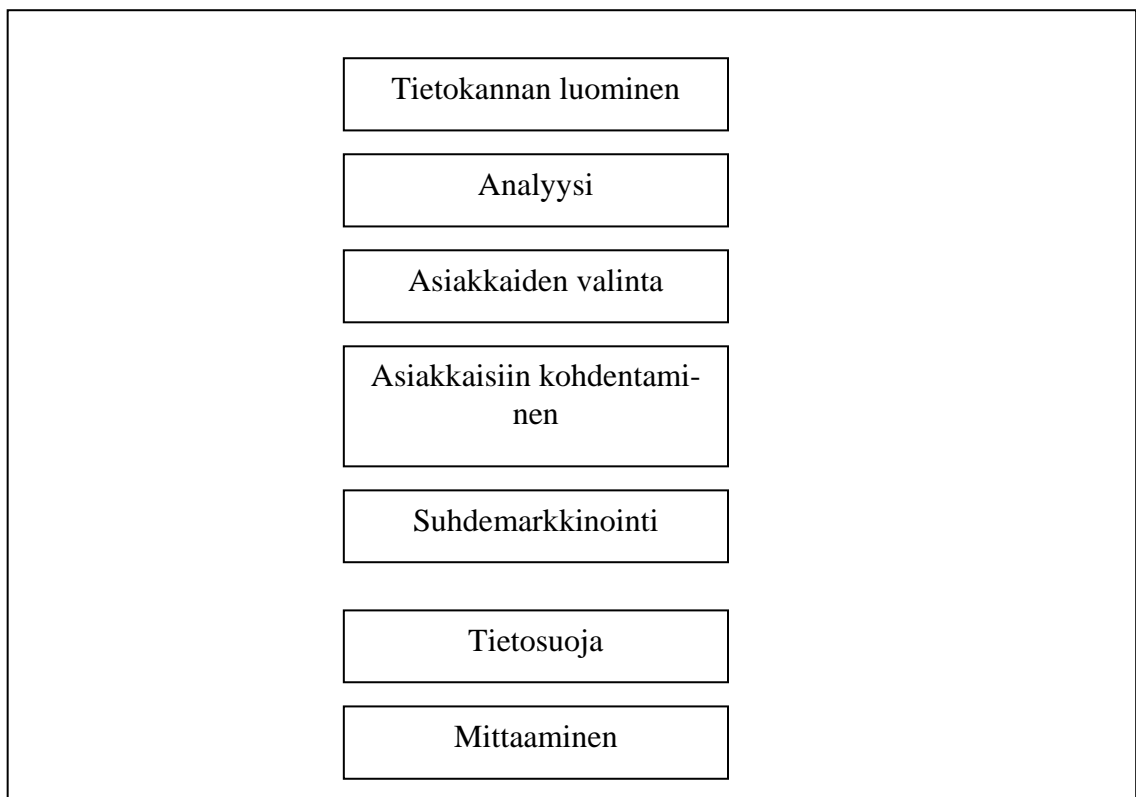 Tietokannan luominen
Analyysi
Asiakkaiden valinta
Asiakkaisiin kohdentami-
nen
Suhdemarkkinointi
Tietosuoja
Mittaaminen